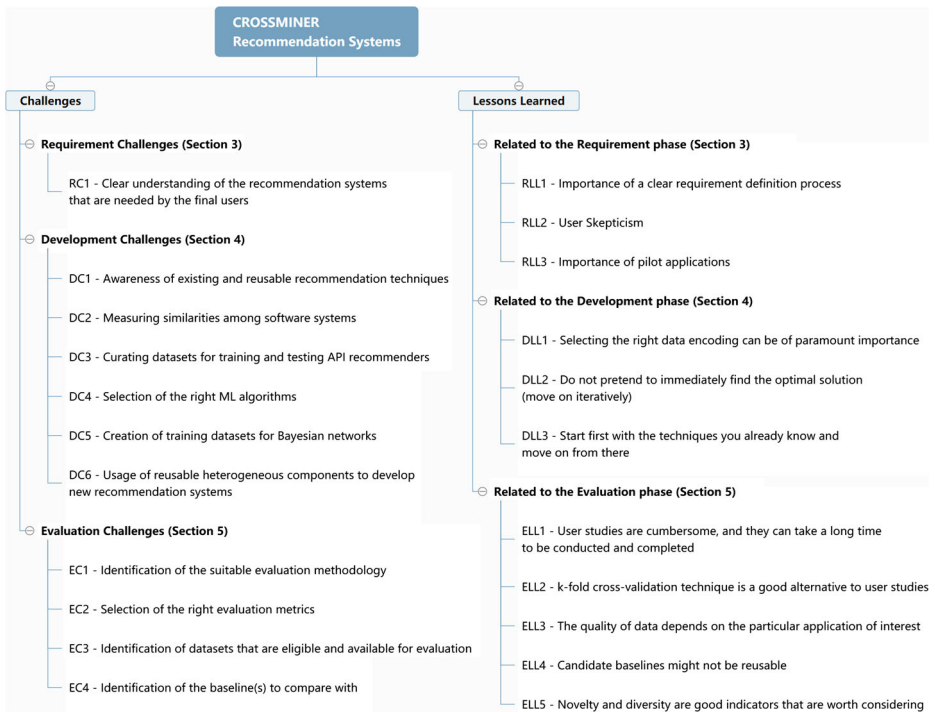 CROSSMINER
Recommendation Systems
Challenges
Requirement Challenges (Section 3)
RC1 - Clear understanding of the recommendation systems
that are needed by the final users
Development Challenges (Section 4)
DC1 - Awareness of existing and reusable recommendation techniques
DC2 - Measuring similarities among software systems
DC3 - Curating datasets for training and testing API recommenders
DC4 - Selection of the right ML algorithms
DC5 - Creation of training datasets for Bayesian networks
DC6 - Usage of reusable heterogeneous components to develop
new recommendation systems
Evaluation Challenges (Section 5)
EC1 - Identification of the suitable evaluation methodology
EC2 - Selection of the right evaluation metrics
EC3 - Identification of datasets that are eligible and available for evaluation
EC4 - Identification of the baseline(s) to compare with
Lessons Learned
Related to the Requirement phase (Section 3)
RLL1 - Importance of a clear requirement definition process
RLL2 - User Skepticism
RLL3 - Importance of pilot applications
Related to the Development phase (Section 4)
DLL1 - Selecting the right data encoding can be of paramount importance
DLL2 - Do not pretend to immediately find the optimal solution
(move on iteratively)
DLL3 - Start first with the techniques you already know and
move on from there
Related to the Evaluation phase (Section 5)
ELL1 - User studies are cumbersome, and they can take a long time
to be conducted and completed
ELL2 - k-fold cross-validation technique is a good alternative to user studies
ELL3 - The quality of data depends on the particular application of interest
ELL4 - Candidate baselines might not be reusable
ELL5 - Novelty and diversity are good indicators that are worth considering